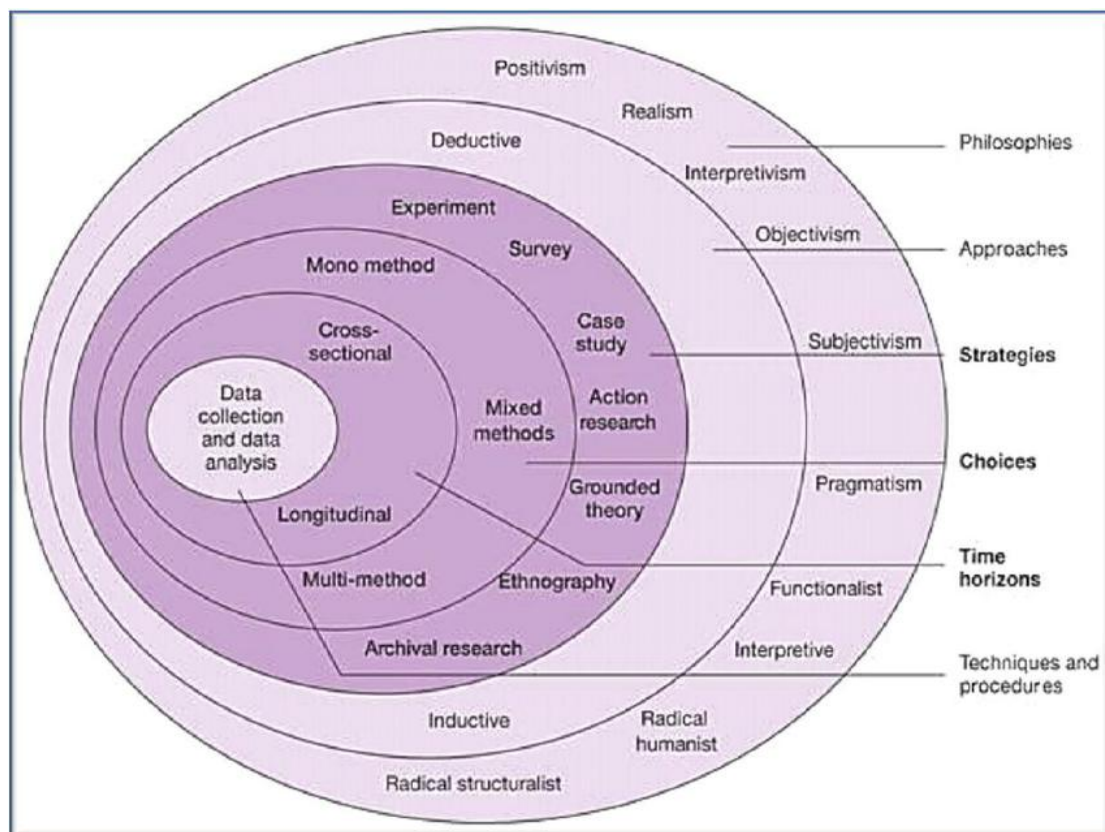 Positivism
Realism
Philosophies
Deductive
Interpretivism
Experiment
Objectivism
Approaches
Survey
Mono method
Case
study
Cross-
sectional
Subjectivism
Strategies
Data
collection
and data
analysis
Mixed
methods
Action
research
Choices
Grounded
theory
Pragmatism
Longitudinal
Time
horizons
Multi-method
Ethnography
Functionalist
Archival research
Interpretive
Techniques and
procedures
Inductive
Radical
humanist
Radical structuralist